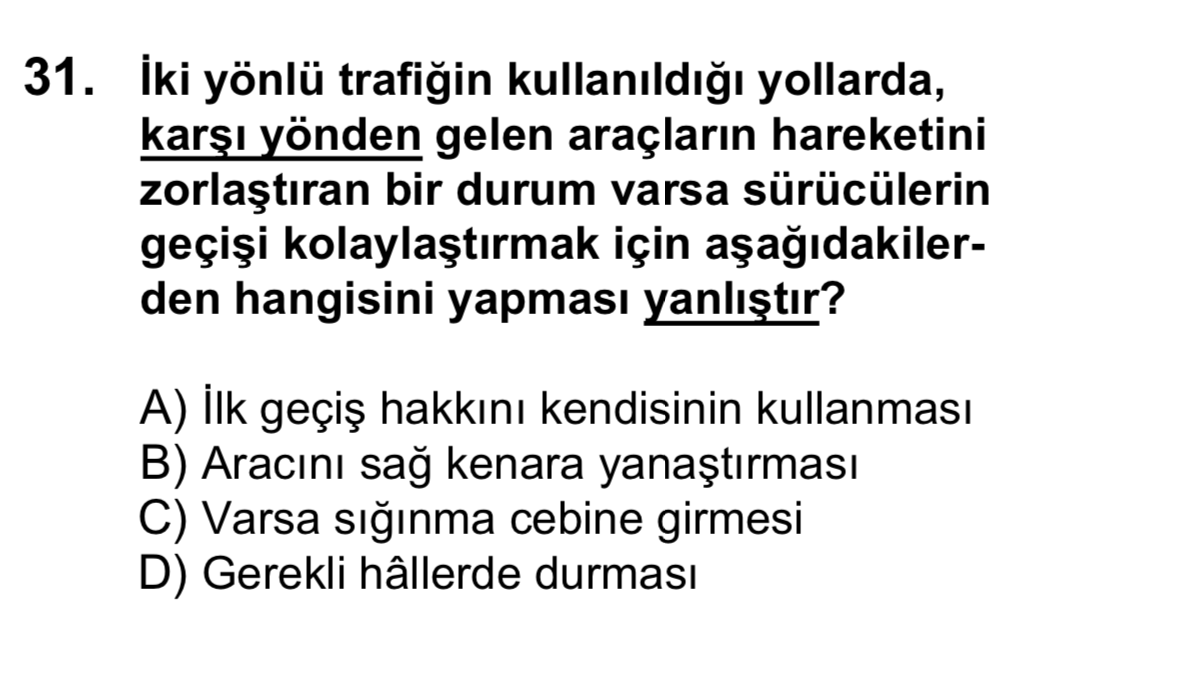 31. İki yönlü trafiğin kullanıldığı yollarda,
karşı yönden gelen araçların hareketini
zorlaştıran bir durum varsa sürücülerin
geçişi kolaylaştırmak için aşağıdakiler-
den hangisini yapması yanlıştır?
A) İlk geçiş hakkını kendisinin kullanması
B) Aracını sağ kenara yanaştırması
C) Varsa sığınma cebine girmesi
D) Gerekli hâllerde durması